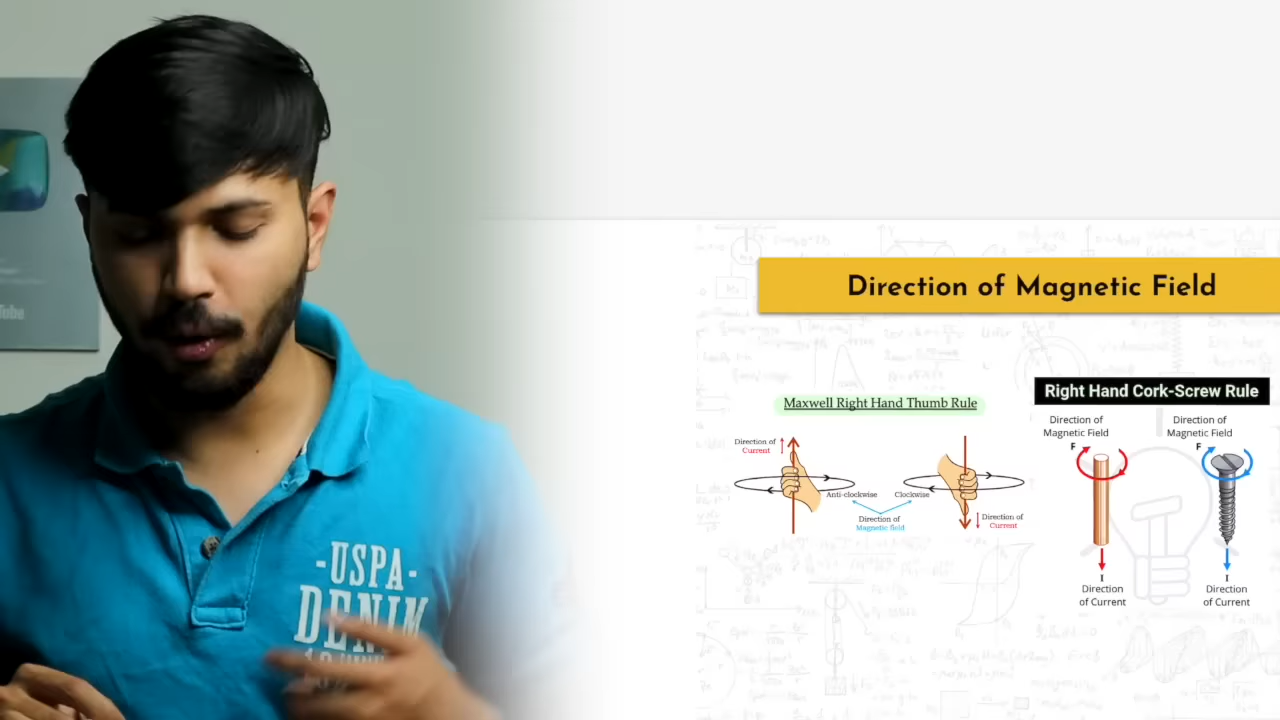 Tube
-USPA-
DENIM
Direction of Magnetic Field
Maxwell Right Hand Thumb Rule
Direction of
Current
Anti-clockwise
Clockwise
Direction of
Magnetic field
Direction of
Current
Right Hand Cork-Screw Rule
Direction of
Magnetic Field
F
I
Direction
of Current
Direction of
Magnetic Field
F
I
Direction
of Current